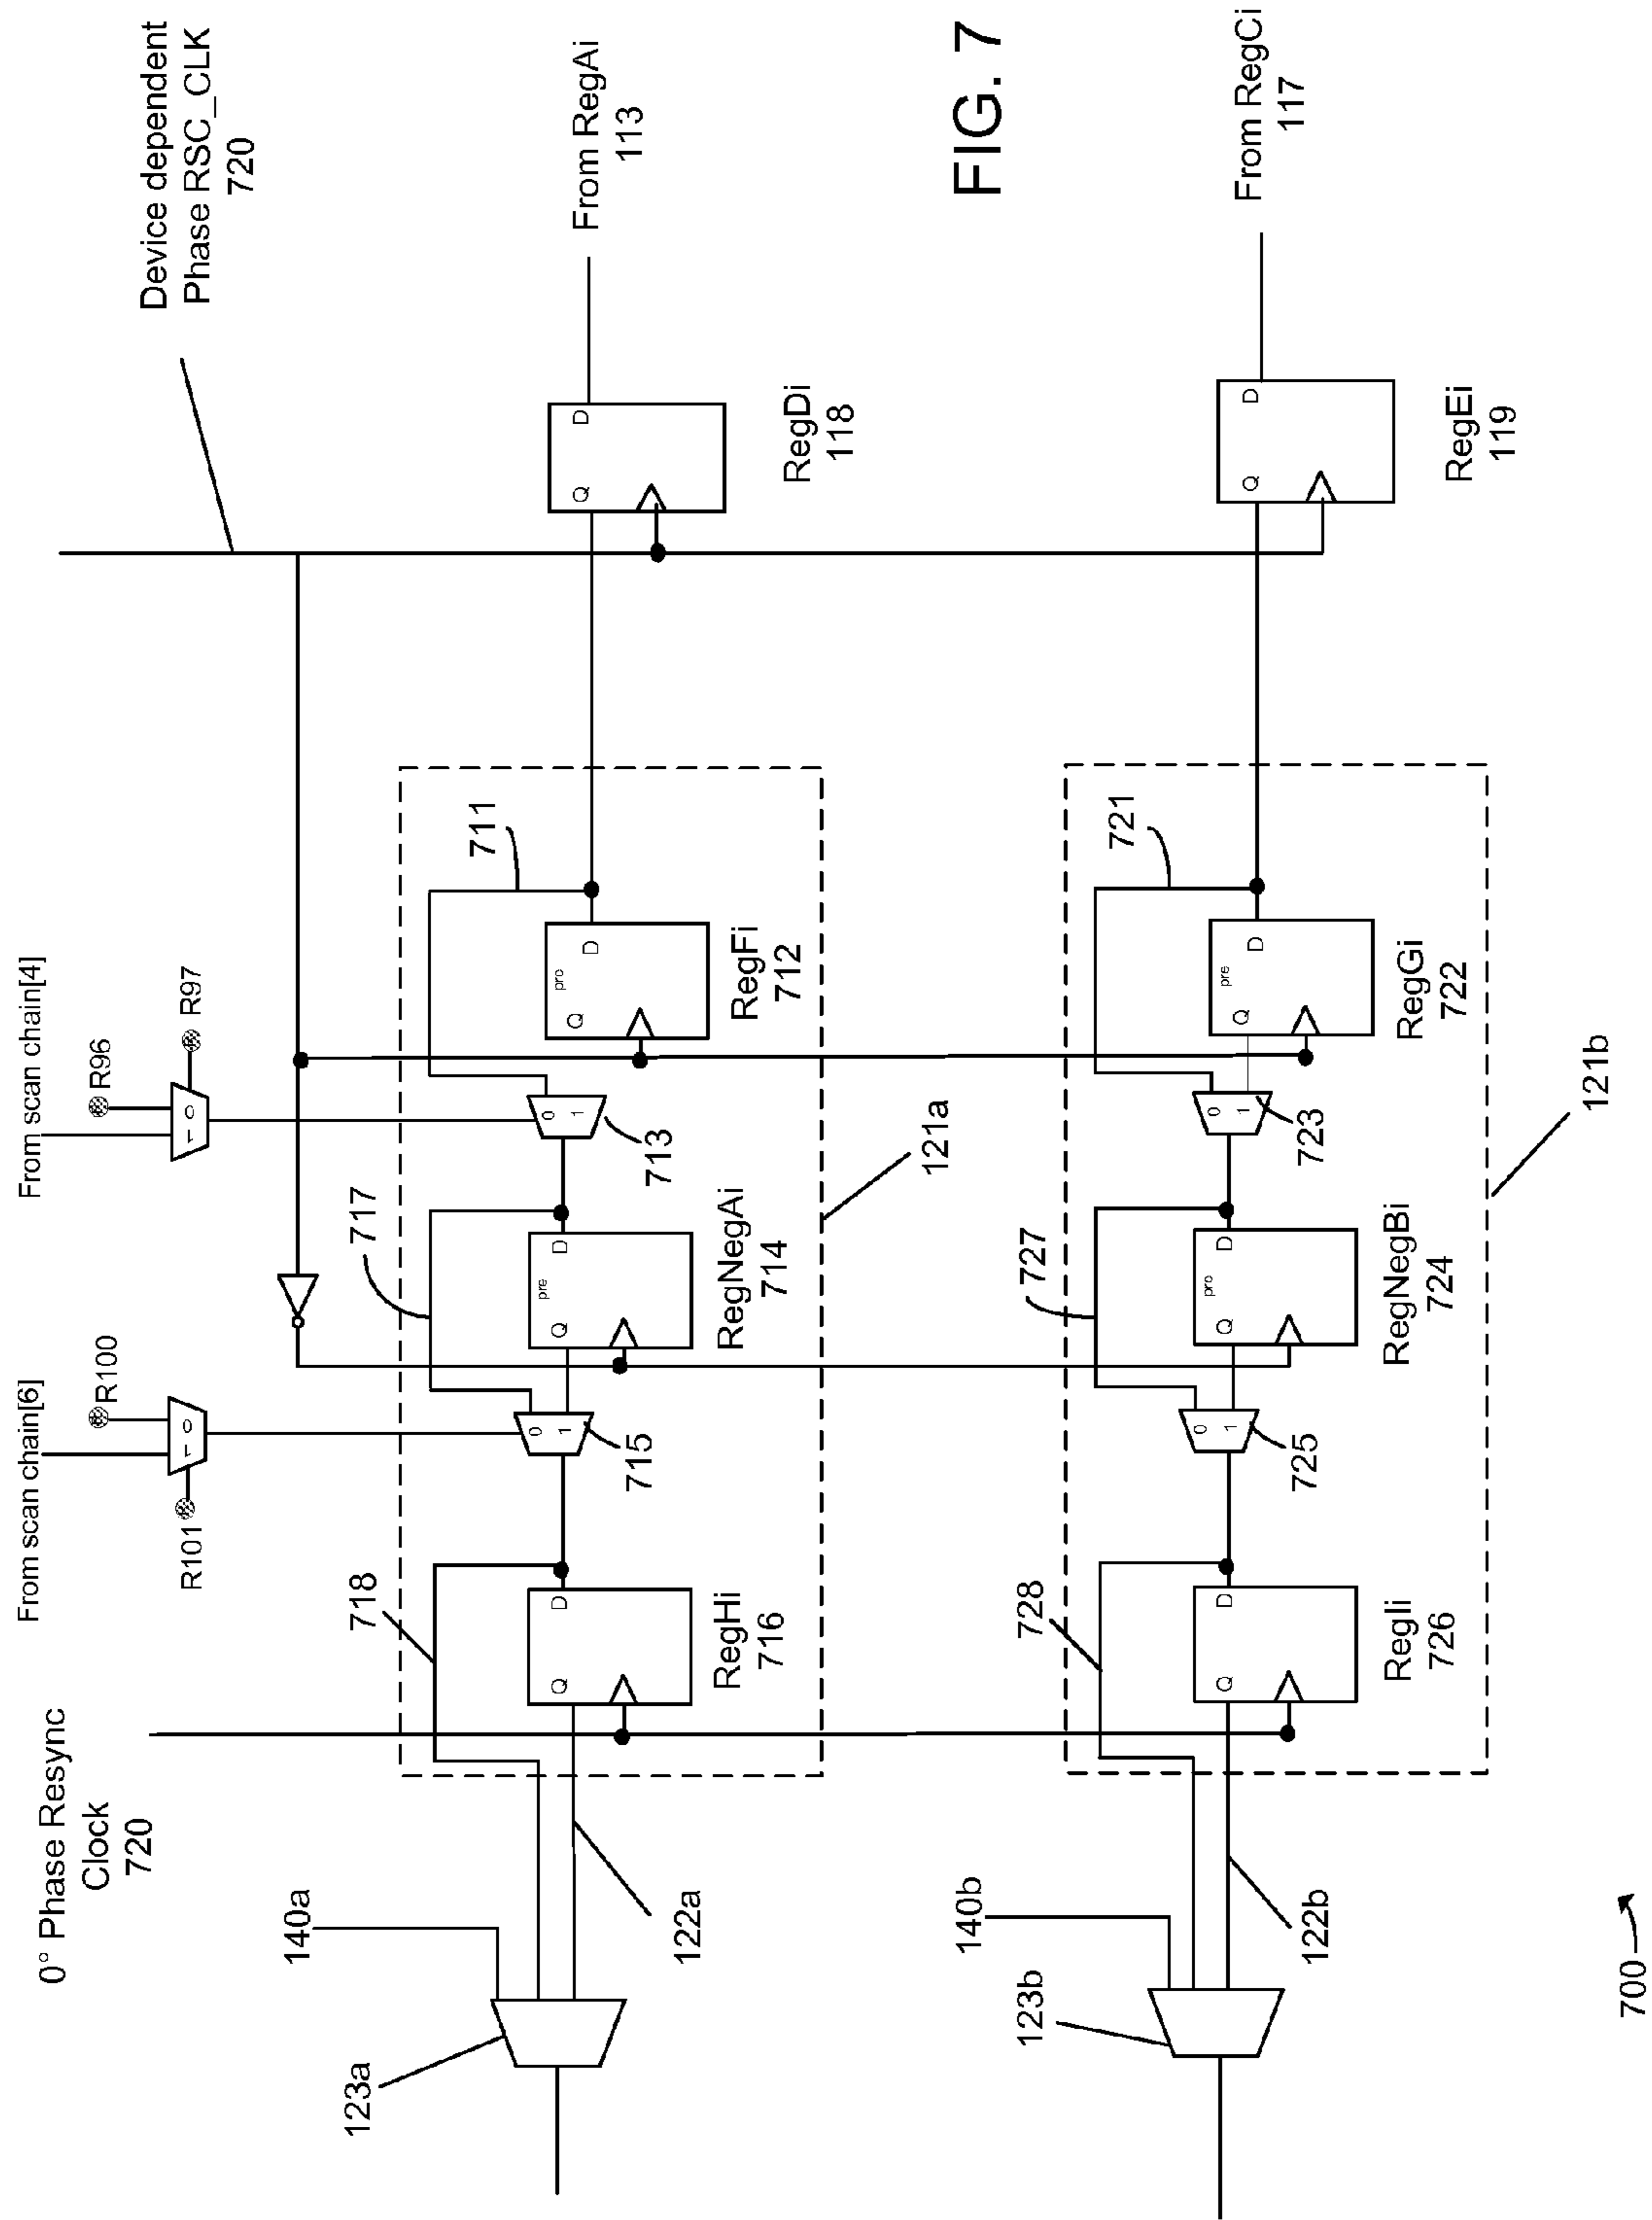 Device dependent
Phase RSC_CLK
720
From RegAi
113
FIG. 7
From RegCi
117
D
Q
RegDi
118
D
Q
RegEi
119
From scan chain[4]
R96
R97
1 0
711
D
pro
Q
RegFi
712
0
1
713
717
D
pre
Q
RegNegAi
714
121a
721
D
pre
Q
RegGi
722
0
1
723
727
D
pro
Q
RegNegBi
724
121b
From scan chain[6]
R100
R101
1 0
0
1
715
718
D
Q
RegHi
716
0
1
725
728
D
Q
RegIi
726
0° Phase Resync
Clock
720
140a
122a
123a
140b
122b
123b
700